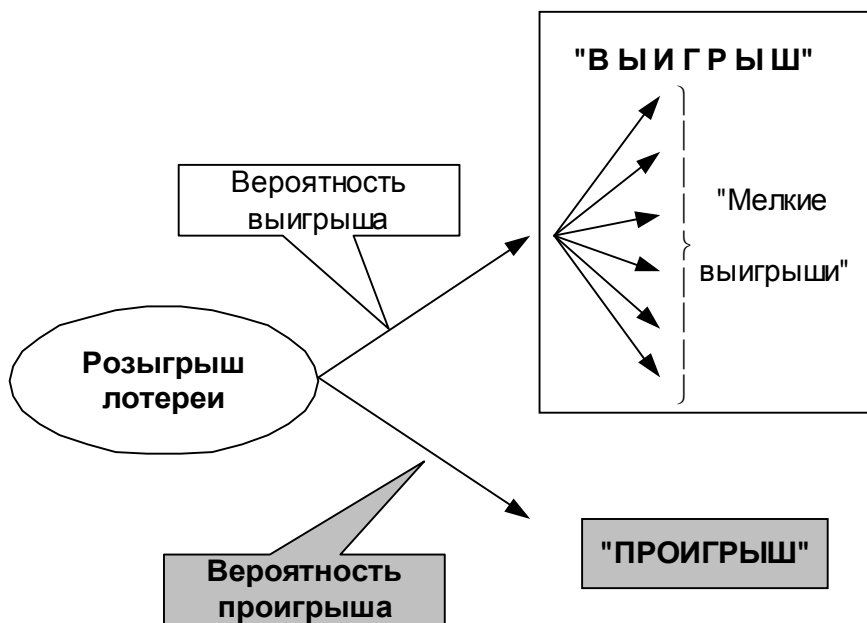 "В Ы И Г Р Ы Ш"
Вероятность
выигрыша
"Мелкие
выигрыши"
Розыгрыш
лотереи
Вероятность
проигрыша
"ПРОИГРЫШ"